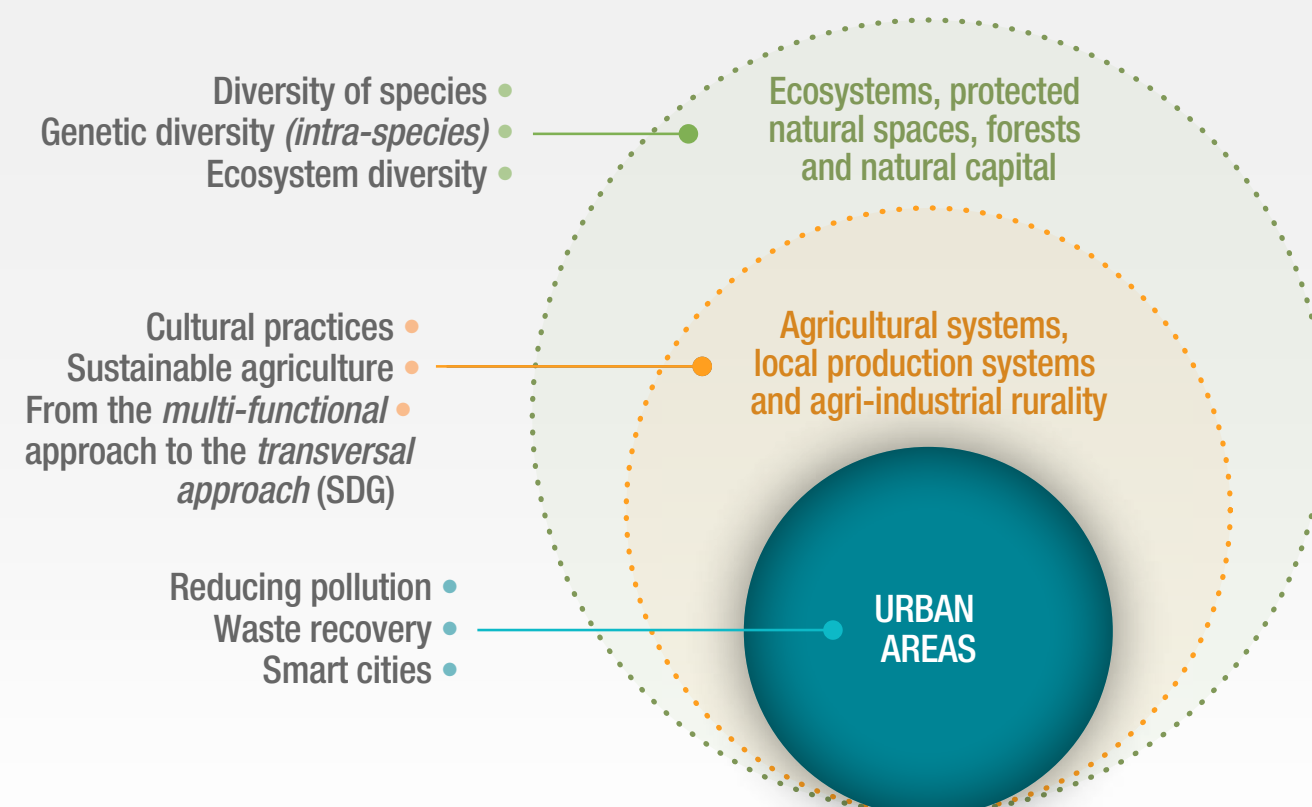 Diversity of species
Genetic diversity (intra-species)
Ecosystem diversity
Ecosystems, protected
natural spaces, forests
and natural capital
Cultural practices
Sustainable agriculture
From the multi-functional
approach to the transversal
approach (SDG)
Agricultural systems,
local production systems
and agri-industrial rurality
Reducing pollution
Waste recovery
Smart cities
URBAN
AREAS